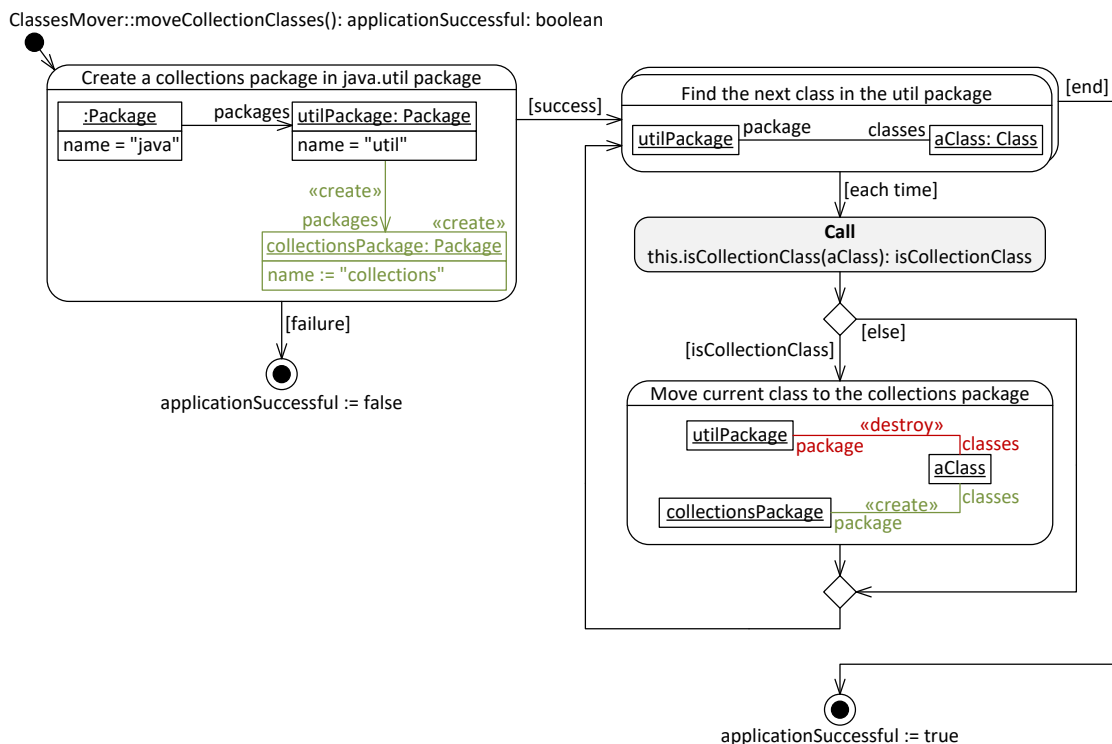 ClassesMover::moveCollectionClasses(): applicationSuccessful: boolean
Create a collections package in java.util package
:Package
name = "java"
packages
utilPackage: Package
name = "util"
«create»
packages
«create»
collectionsPackage: Package
name := "collections"
[failure]
applicationSuccessful := false
[success]
Find the next class in the util package
utilPackage
package
classes
aClass: Class
[end]
[each time]
Call
this.isCollectionClass(aClass): isCollectionClass
[else]
[isCollectionClass]
Move current class to the collections package
utilPackage
«destroy»
package
classes
aClass
classes
collectionsPackage
«create»
package
applicationSuccessful := true